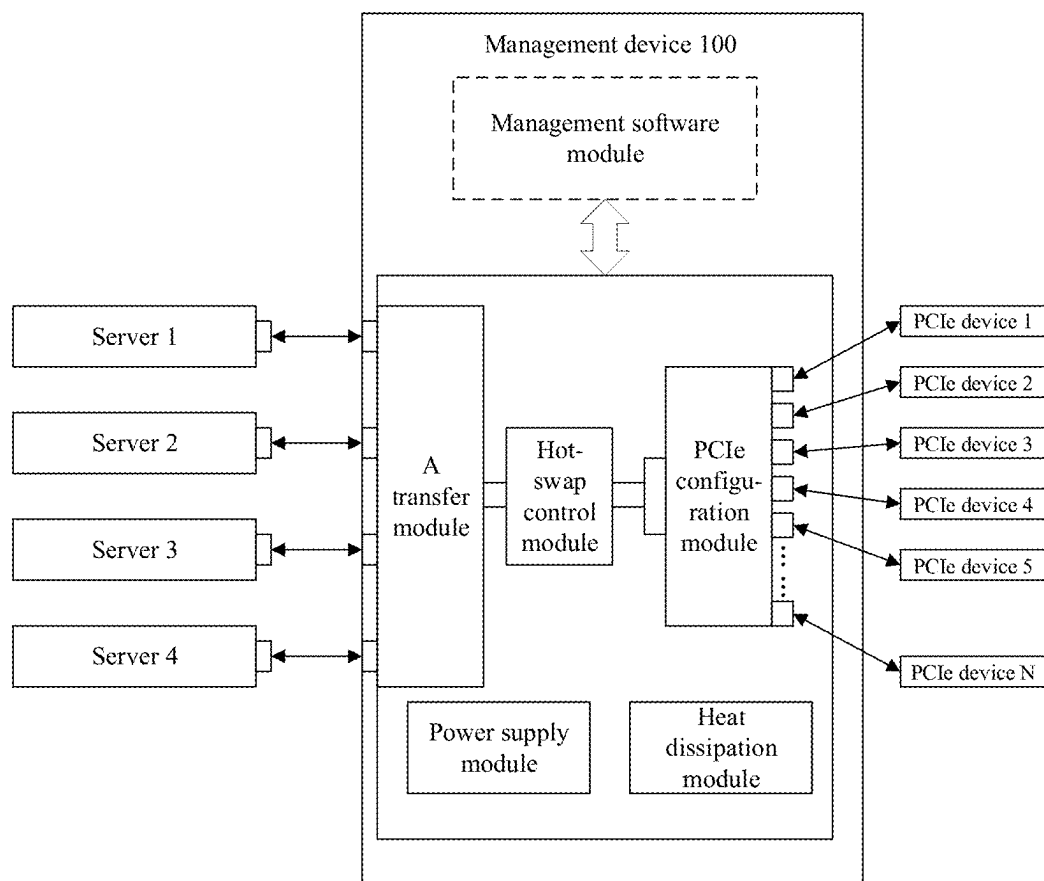 Management device 100
Management software
module
Server 1
Server 2
Server 3
Server 4
A
transfer
module
Hot-
swap
control
module
PCIe
configu-
ration
module
PCIe device 1
PCIe device 2
PCIe device 3
PCIe device 4
PCIe device 5
PCIe device N
Power supply
module
Heat
dissipation
module